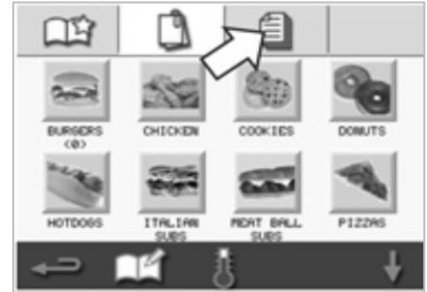 BURGERS CHICKEN COOKIES DONUTS
(0)
HOTDOGS ITALIAN MEAT BALL PIZZAS
SUBS SUBS